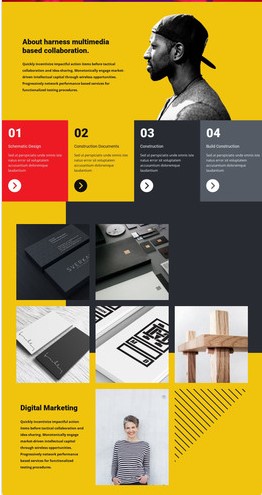 About harness multimedia
based collaboration.
Quickly incentivize impactful action items before tactical
collaboration and idea-sharing. Monotonically engage market-
driven intellectual capital through wireless opportunities.
Progressively network performance based services for
functionalized testing procedures.
01
Schematic Design
Sed ut perspiciatis unde omnis iste
natus error sit voluptatem
accusantium doloremque
laudantium
02
Construction Documents
Sed ut perspiciatis unde omnis iste
natus error sit voluptatem
accusantium doloremque
laudantium
03
Construction
Sed ut perspiciatis unde omnis iste
natus error sit voluptatem
accusantium doloremque
laudantium
04
Build Construction
Sed ut perspiciatis unde omnis iste
natus error sit voluptatem
accusantium doloremque
laudantium
Digital Marketing
Quickly incentivize impactful action
items before tactical collaboration and
idea-sharing. Monotonically engage
market-driven intellectual capital
through wireless opportunities.
Progressively network performance
based services for functionalized
testing procedures.